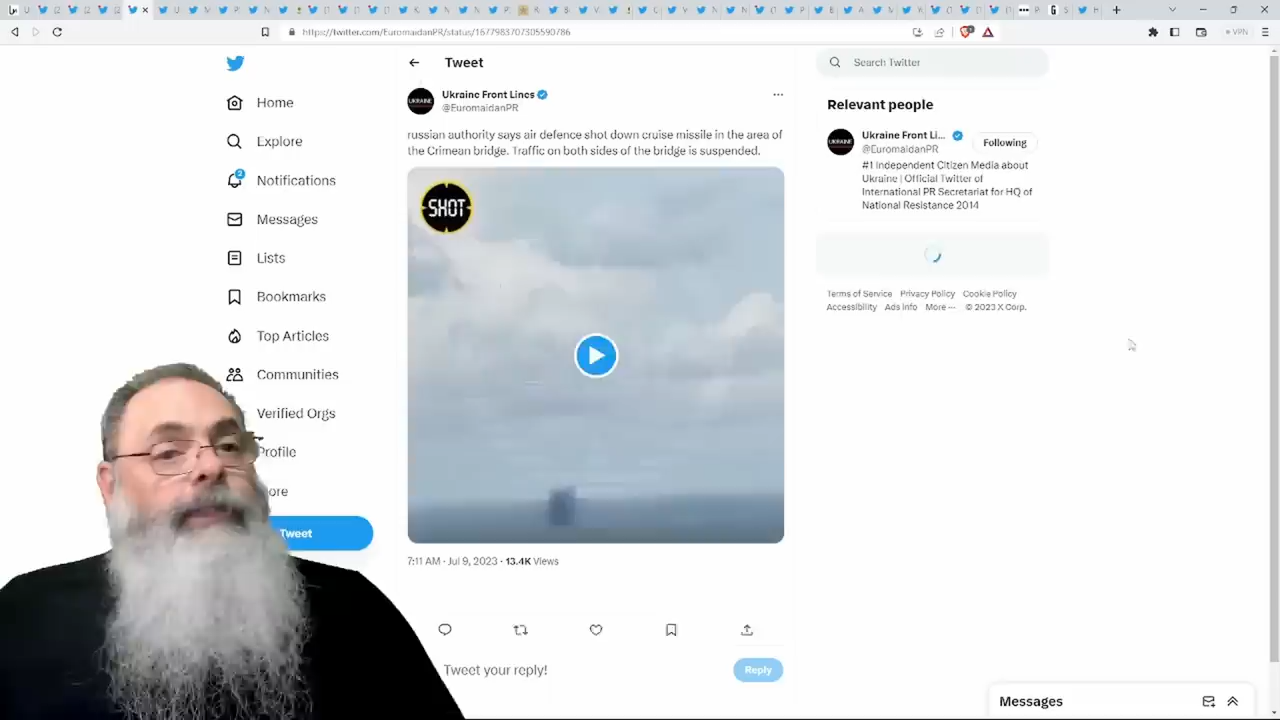 https://twitter.com/EuromaidanPR/status/1677983707305590786
VPN
Tweet
Search Twitter
Home
Explore
2
Notifications
Messages
Lists
Bookmarks
Top Articles
Communities
Verified Orgs
Profile
ore
Tweet
UKRAINE
Ukraine Front Lines
@EuromaidanPR
russian authority says air defence shot down cruise missile in the area of
the Crimean bridge. Traffic on both sides of the bridge is suspended.
SHOT
7:11 AM · Jul 9, 2023 · 13.4K Views
Tweet your reply!
Reply
Relevant people
UKRAINE
Ukraine Front Li...
@EuromaidanPR
Following
#1 Independent Citizen Media about
Ukraine | Official Twitter of
International PR Secretariat for HQ of
National Resistance 2014
Terms of Service Privacy Policy Cookie Policy
Accessibility Ads info More ··· © 2023 X Corp.
Messages